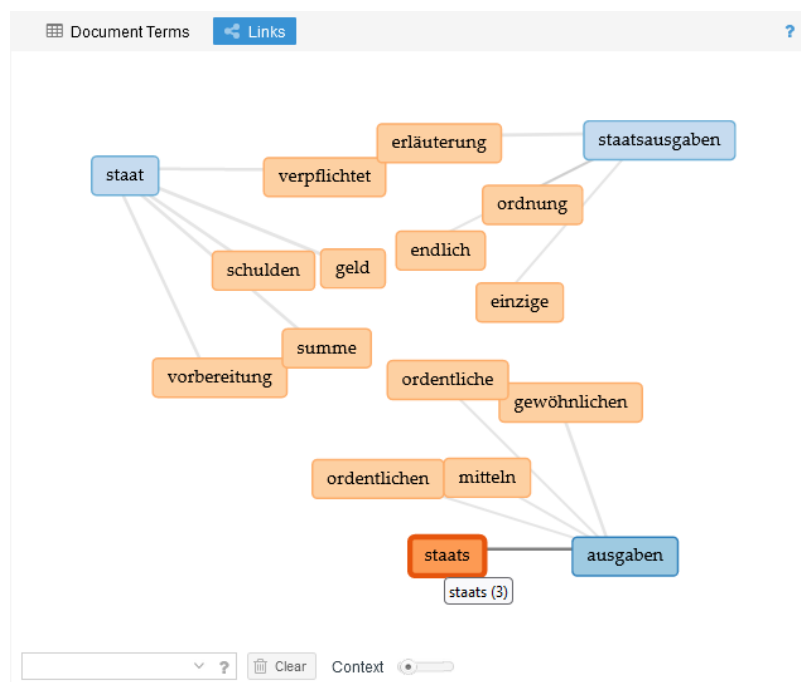 Document Terms Links ?
erläuterung staatsausgaben
staat verpflichtet
ordnung
endlich
schulden geld
einzige
summe
vorbereitung ordentliche
gewöhnlichen
ordentlichen mitteln
staats ausgaben
staats (3)
? Clear Context